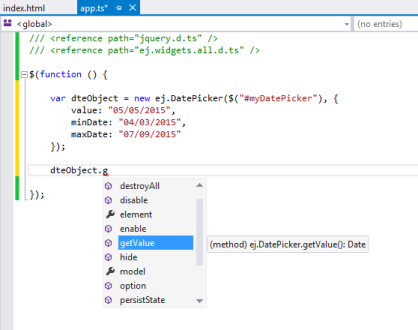 index.html
app.ts*
<global>
(no entries)
/// <reference path="jquery.d.ts" />
/// <reference path="ej.widgets.all.d.ts" />
$(function () {
var dteObject = new ej.DatePicker($("#myDatePicker"), {
value: "05/05/2015",
minDate: "04/03/2015",
maxDate: "07/09/2015"
});
dteObject.g
destroyAll
disable
element
enable
getValue
(method) ej.DatePicker.getValue(): Date
hide
model
option
persistState
});